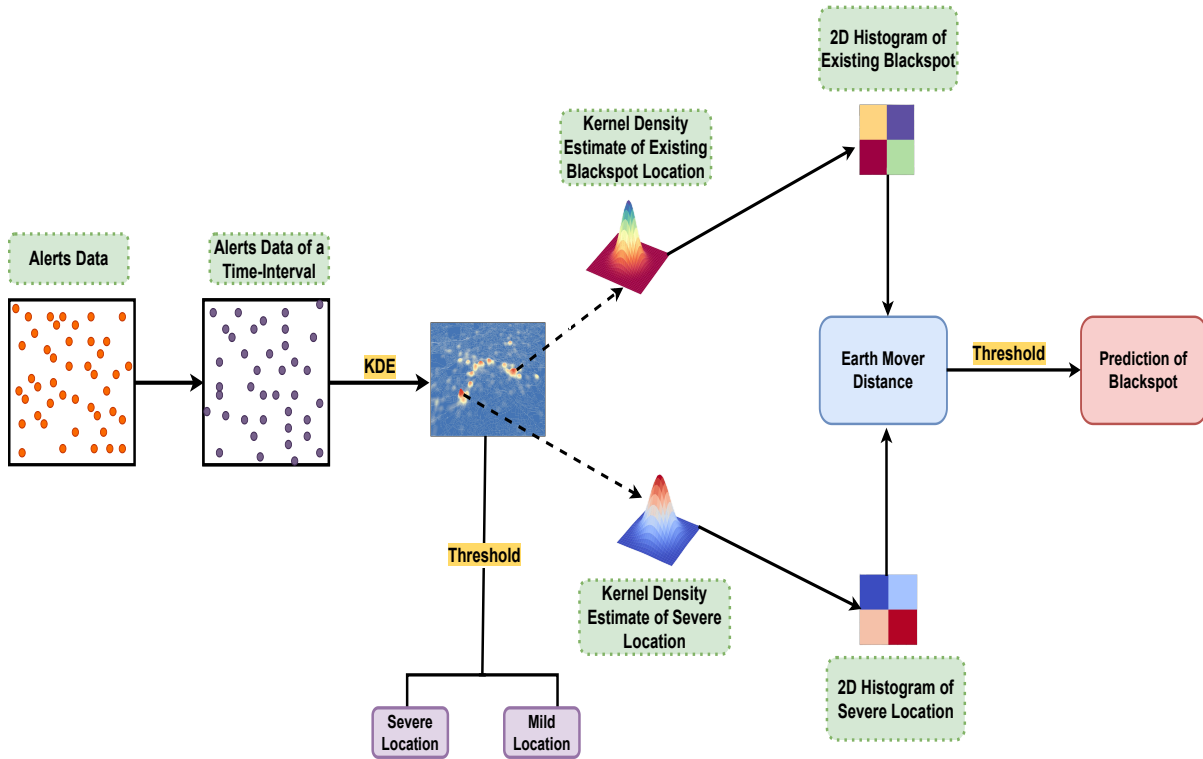 Alerts Data
Alerts Data of a
Time-Interval
KDE
Threshold
Severe
Location
Mild
Location
Kernel Density
Estimate of Existing
Blackspot Location
Kernel Density
Estimate of Severe
Location
2D Histogram of
Existing Blackspot
Earth Mover
Distance
2D Histogram of
Severe Location
Threshold
Prediction of
Blackspot